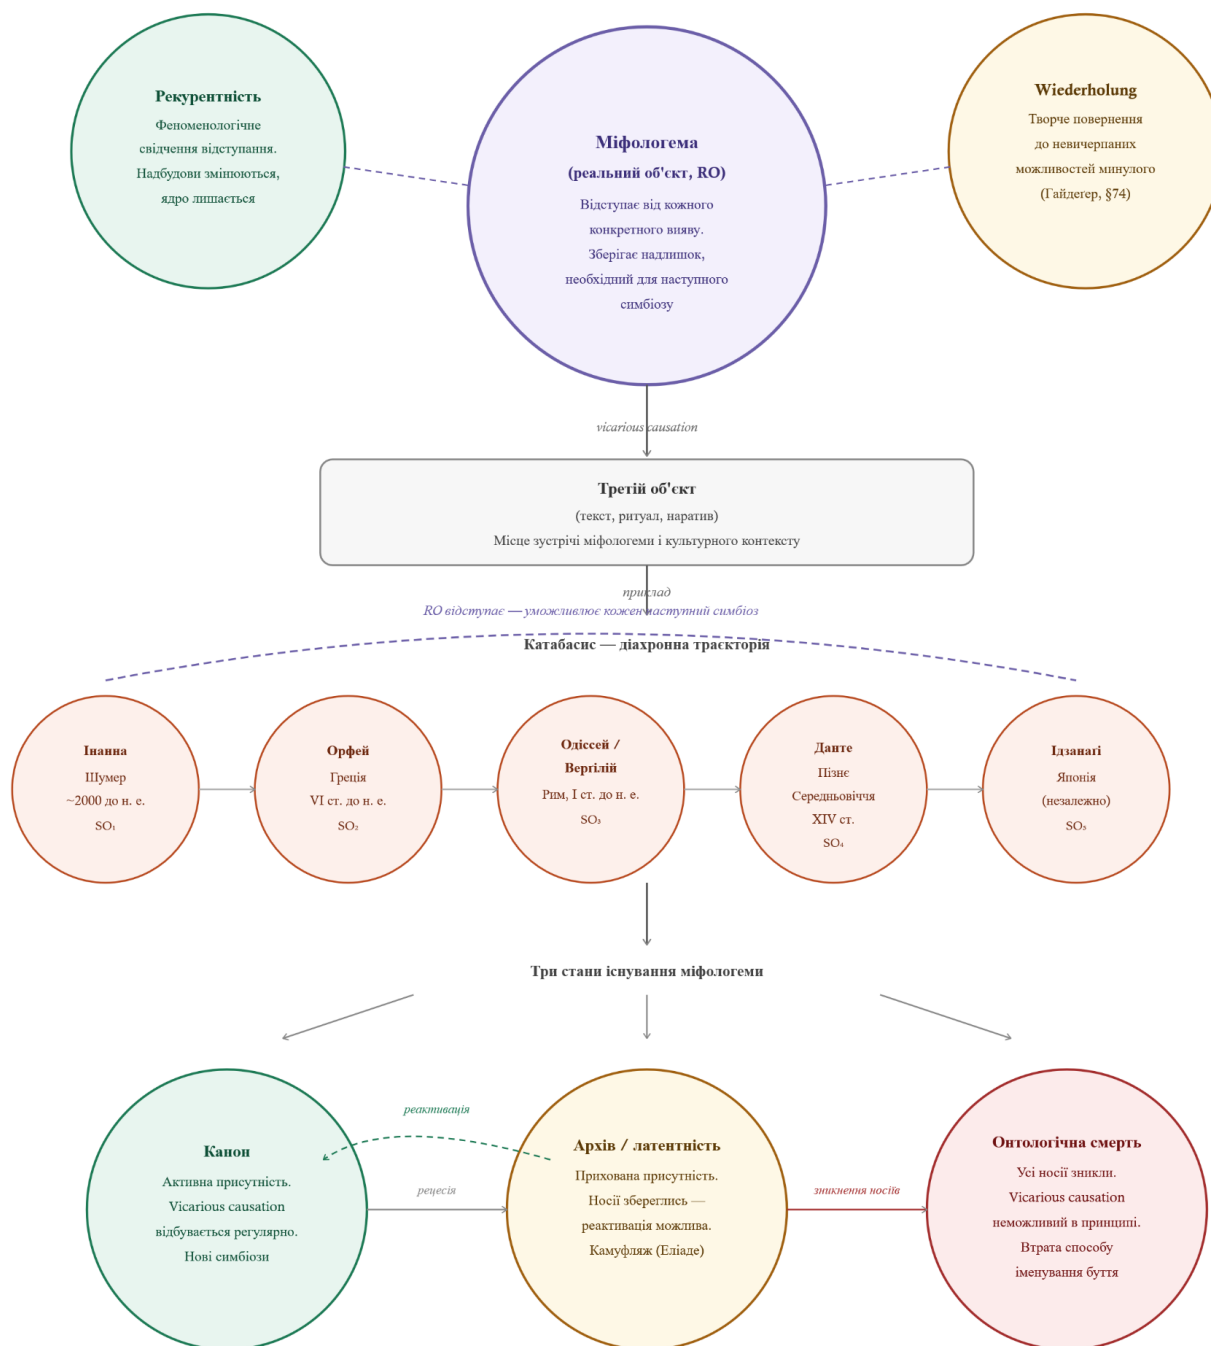 Рекурентність
Феноменологічне
свідчення відступання.
Надбудови змінюються,
ядро лишається
Міфологема
(реальний об'єкт, RO)
Відступає від кожного
конкретного вияву.
Зберігає надлишок,
необхідний для наступного
симбіозу
Wiederholung
Творче повернення
до невичерпаних
можливостей минулого
(Гайдеґер, §74)
vicarious causation
Третій об'єкт
(текст, ритуал, наратив)
Місце зустрічі міфологеми і культурного контексту
приклад
RO відступає — уможливлює кожен наступний симбіоз
Катабасис — діахронна траєкторія
Інанна
Шумер
~2000 до н. е.
SO₁
Орфей
Греція
VI ст. до н. е.
SO₂
Одіссей /
Вергілій
Рим, I ст. до н. е.
SO₃
Данте
Пізнє
Середньовіччя
XIV ст.
SO₄
Ідзанагі
Японія
(незалежно)
SO₅
Три стани існування міфологеми
реактивація
Канон
Активна присутність.
Vicarious causation
відбувається регулярно.
Нові симбіози
рецесія
Архів / латентність
Прихована присутність.
Носії збереглись —
реактивація можлива.
Камуфляж (Еліаде)
зникнення носіїв
Онтологічна смерть
Усі носії зникли.
Vicarious causation
неможливий в принципі.
Втрата способу
іменування буття